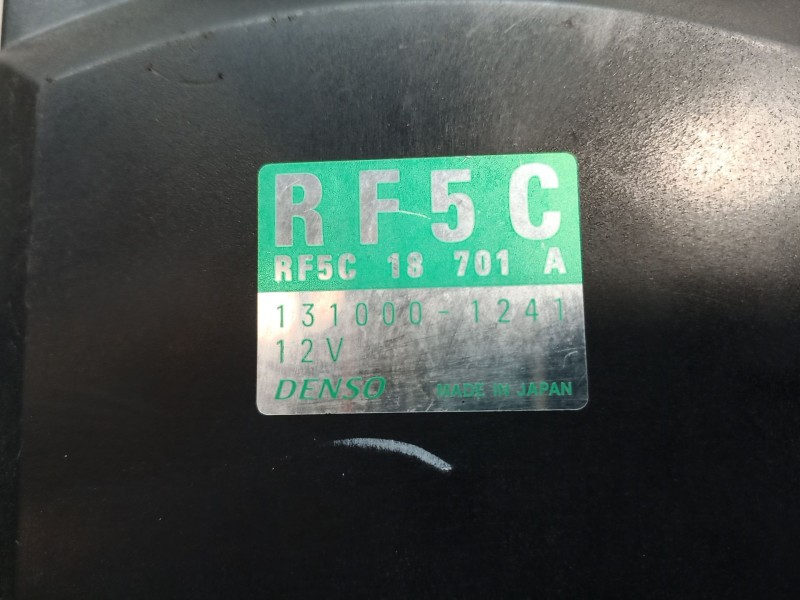 RF5C
RF5C 18 701 A
131000-1241
12V
DENSO MADE IN JAPAN